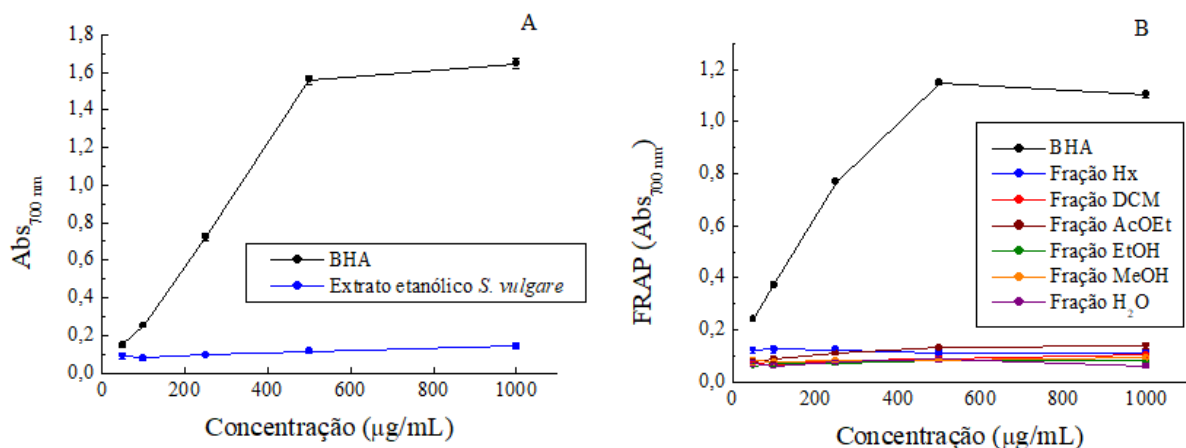 A
Abs700 nm
1,8
1,6
1,4
1,2
1,0
0,8
0,6
0,4
0,2
0,0
BHA
Extrato etanólico S. vulgare
200 400 600 800 1000
Concentração (µg/mL)
B
FRAP (Abs700 nm)
1,2
1,0
0,8
0,6
0,4
0,2
0,0
BHA
Fração Hx
Fração DCM
Fração AcOEt
Fração EtOH
Fração MeOH
Fração H2O
200 400 600 800 1000
Concentração (µg/mL)